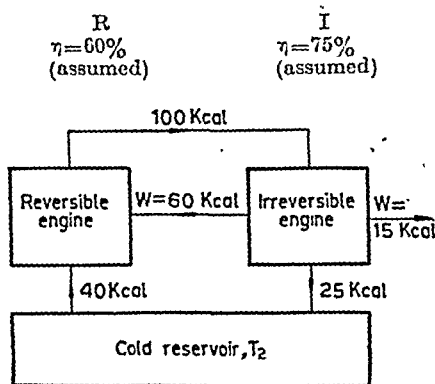 R I
η=60% η=75%
(assumed) (assumed)
100 Kcal
Reversible engine
W=60 Kcal
Irreversible engine
W=
15 Kcal
40Kcal
25 Kcal
Cold reservoir,T₂